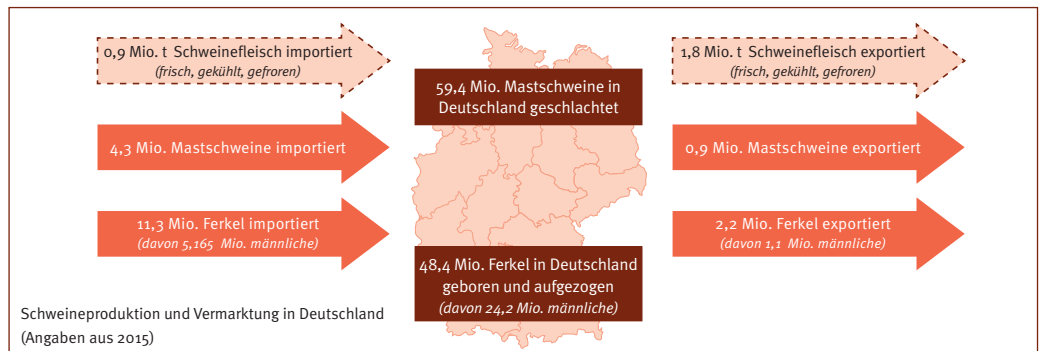 0,9 Mio. t Schweinefleisch importiert
(frisch, gekühlt, gefroren)
1,8 Mio. t Schweinefleisch exportiert
(frisch, gekühlt, gefroren)
59,4 Mio. Mastschweine in
Deutschland geschlachtet
4,3 Mio. Mastschweine importiert
0,9 Mio. Mastschweine exportiert
11,3 Mio. Ferkel importiert
(davon 5,165 Mio. männliche)
2,2 Mio. Ferkel exportiert
(davon 1,1 Mio. männliche)
48,4 Mio. Ferkel in Deutschland
geboren und aufgezogen
(davon 24,2 Mio. männliche)
Schweineproduktion und Vermarktung in Deutschland
(Angaben aus 2015)